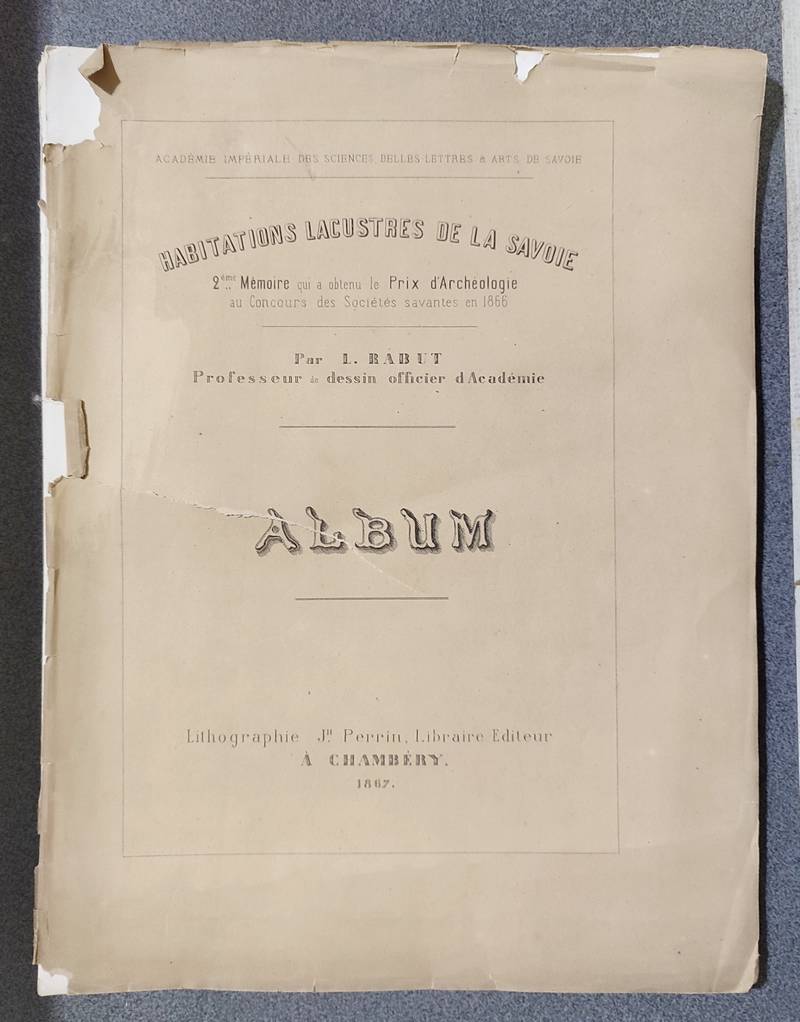 ACADÉMIE IMPÉRIALE DES SCIENCES, BELLES-LETTRES & ARTS DE SAVOIE
HABITATIONS LACUSTRES DE LA SAVOIE
2ème Mémoire qui a obtenu le Prix d'Archéologie
au Concours des Sociétés savantes en 1866
Par L. RABUT
Professeur de dessin officier d'Académie
ALBUM
Lithographie Jh Perrin, Libraire Editeur
À CHAMBÉRY.
1867.